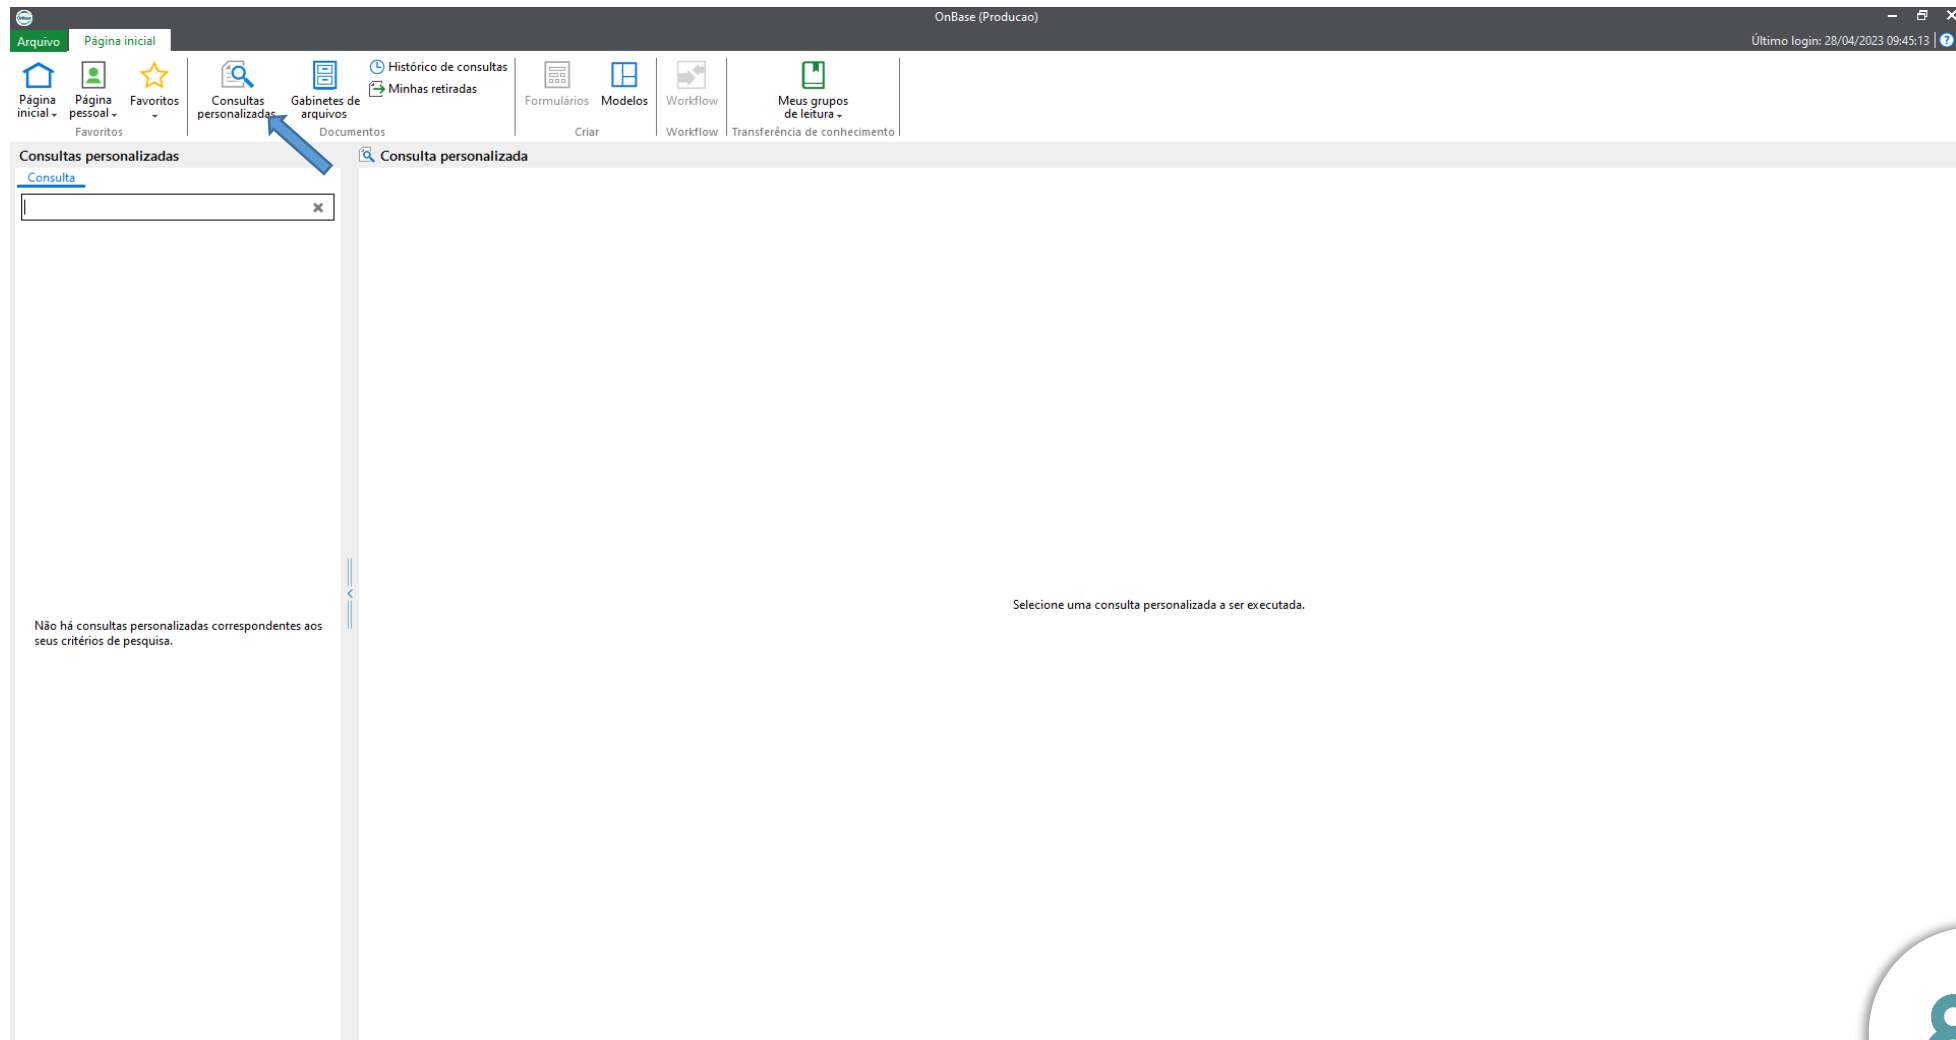 OnBase (Producao)
Arquivo Página inicial
Último login: 28/04/2023 09:45:13
Página inicial
Página pessoal
Favoritos
Consultas personalizadas
Gabinetes de arquivos
Histórico de consultas
Minhas retiradas
Formulários
Modelos
Workflow
Meus grupos de leitura
Favoritos
Documentos
Criar
Workflow
Transferência de conhecimento
Consultas personalizadas
Consulta personalizada
Consulta
Selecione uma consulta personalizada a ser executada.
Não há consultas personalizadas correspondentes aos
seus critérios de pesquisa.